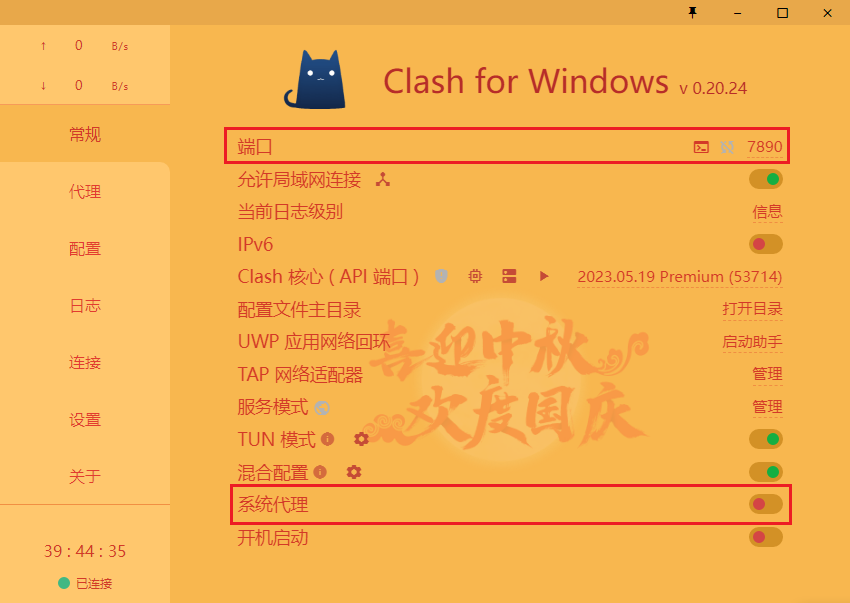 ↑ 0 B/s
↓ 0 B/s
常规
代理
配置
日志
连接
设置
关于
39 : 44 : 35
已连接
Clash for Windows v 0.20.24
端口 7890
允许局域网连接
当前日志级别 信息
IPv6
Clash 核心 ( API 端口 ) 2023.05.19 Premium (53714)
配置文件主目录 打开目录
UWP 应用网络回环 启动助手
TAP 网络适配器 管理
服务模式 管理
TUN 模式
混合配置
系统代理
开机启动
喜迎中秋
欢度国庆